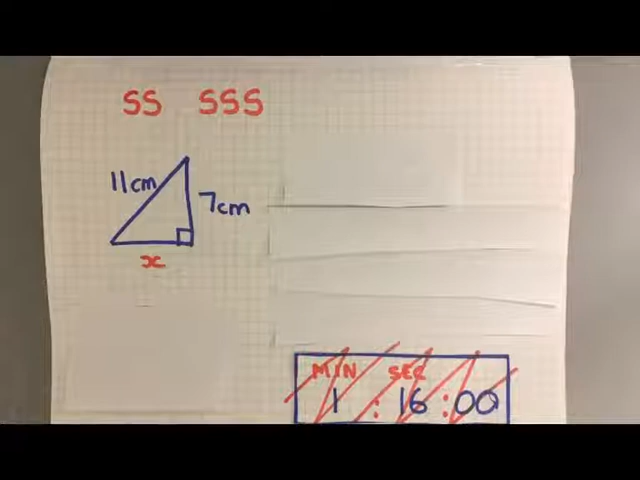 SS SSS
11cm
7cm
x
MIN SEC
1 : 16 : 00